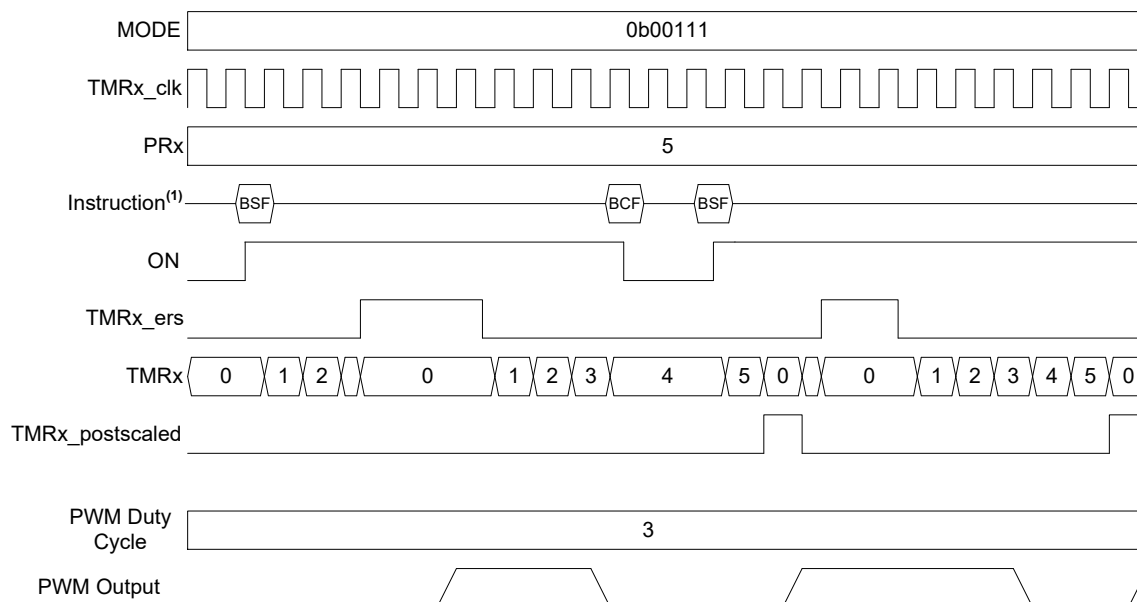 MODE 0b00111
TMRx_clk
PRx 5
Instruction(1) BSF BCF BSF
ON
TMRx_ers
TMRx 0 1 2 0 1 2 3 4 5 0 0 1 2 3 4 5 0
TMRx_postscaled
PWM Duty
Cycle 3
PWM Output